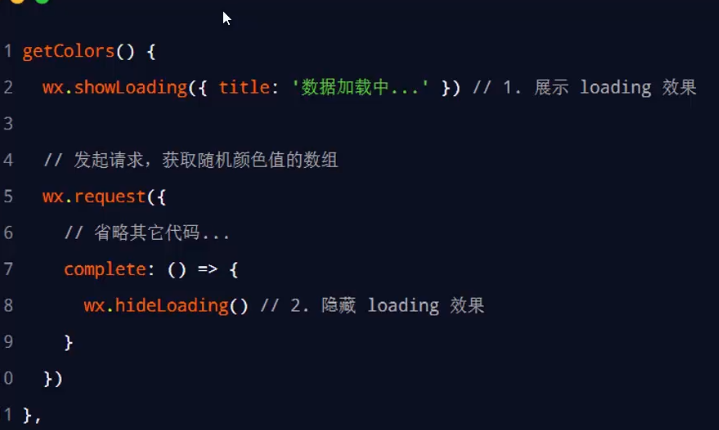 1 getColors() {
2 wx.showLoading({ title: '数据加载中...' }) // 1. 展示 loading 效果
3
4 // 发起请求，获取随机颜色值的数组
5 wx.request({
6 // 省略其它代码...
7 complete: () => {
8 wx.hideLoading() // 2. 隐藏 loading 效果
9 }
0 })
1 },